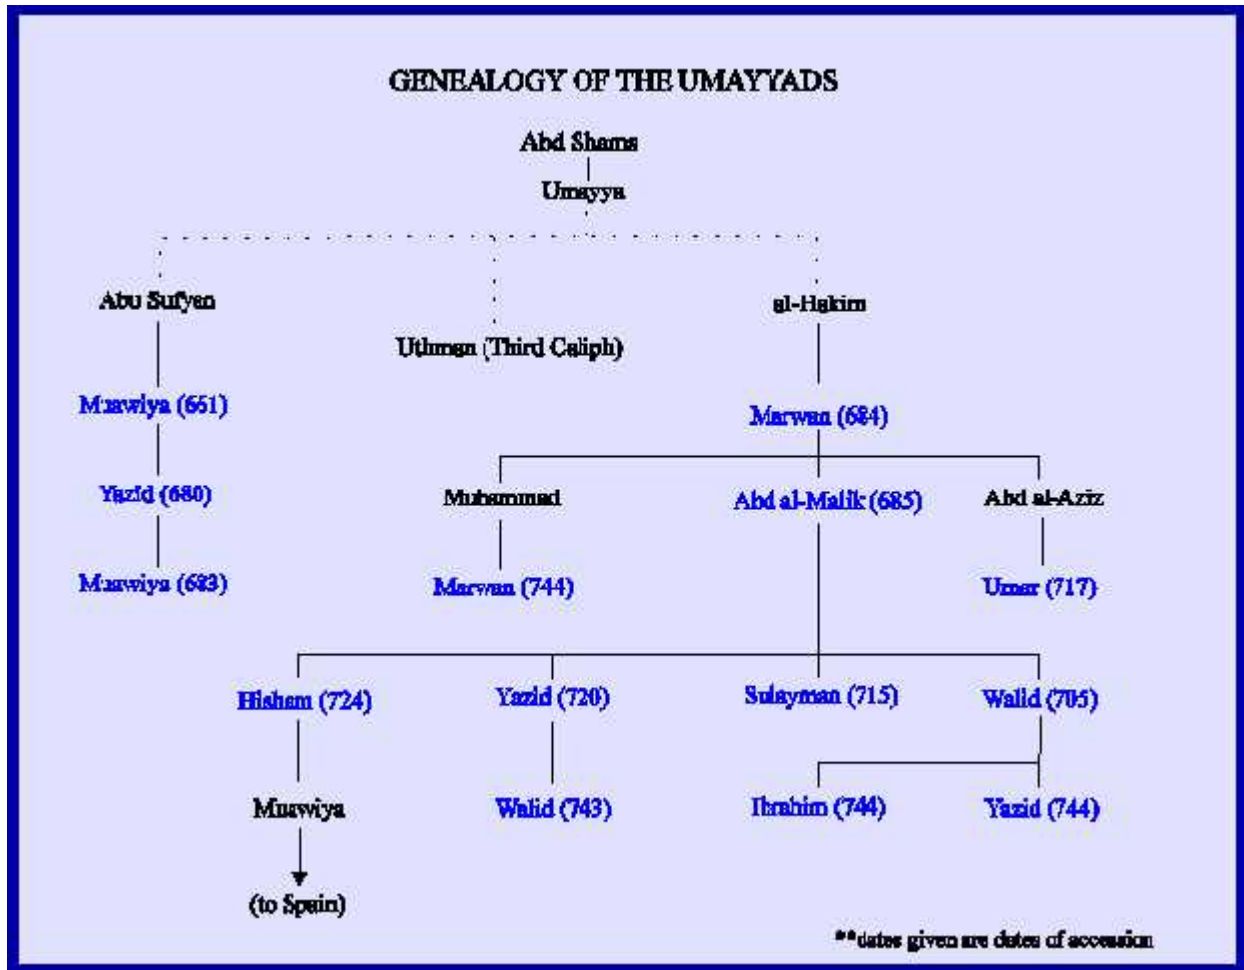 GENEALOGY OF THE UMAYYADS
Abd Shams
Umayya
Abu Sufyan
al-Hakim
Uthman (Third Caliph)
Muawiya (661)
Marwan (684)
Yazid (680)
Muhammad
Abd al-Malik (685)
Abd al-Aziz
Muawiya (683)
Marwan (744)
Umar (717)
Hisham (724)
Yazid (720)
Sulayman (715)
Walid (705)
Muawiya
Walid (743)
Ibrahim (744)
Yazid (744)
(to Spain)
**dates given are dates of accession